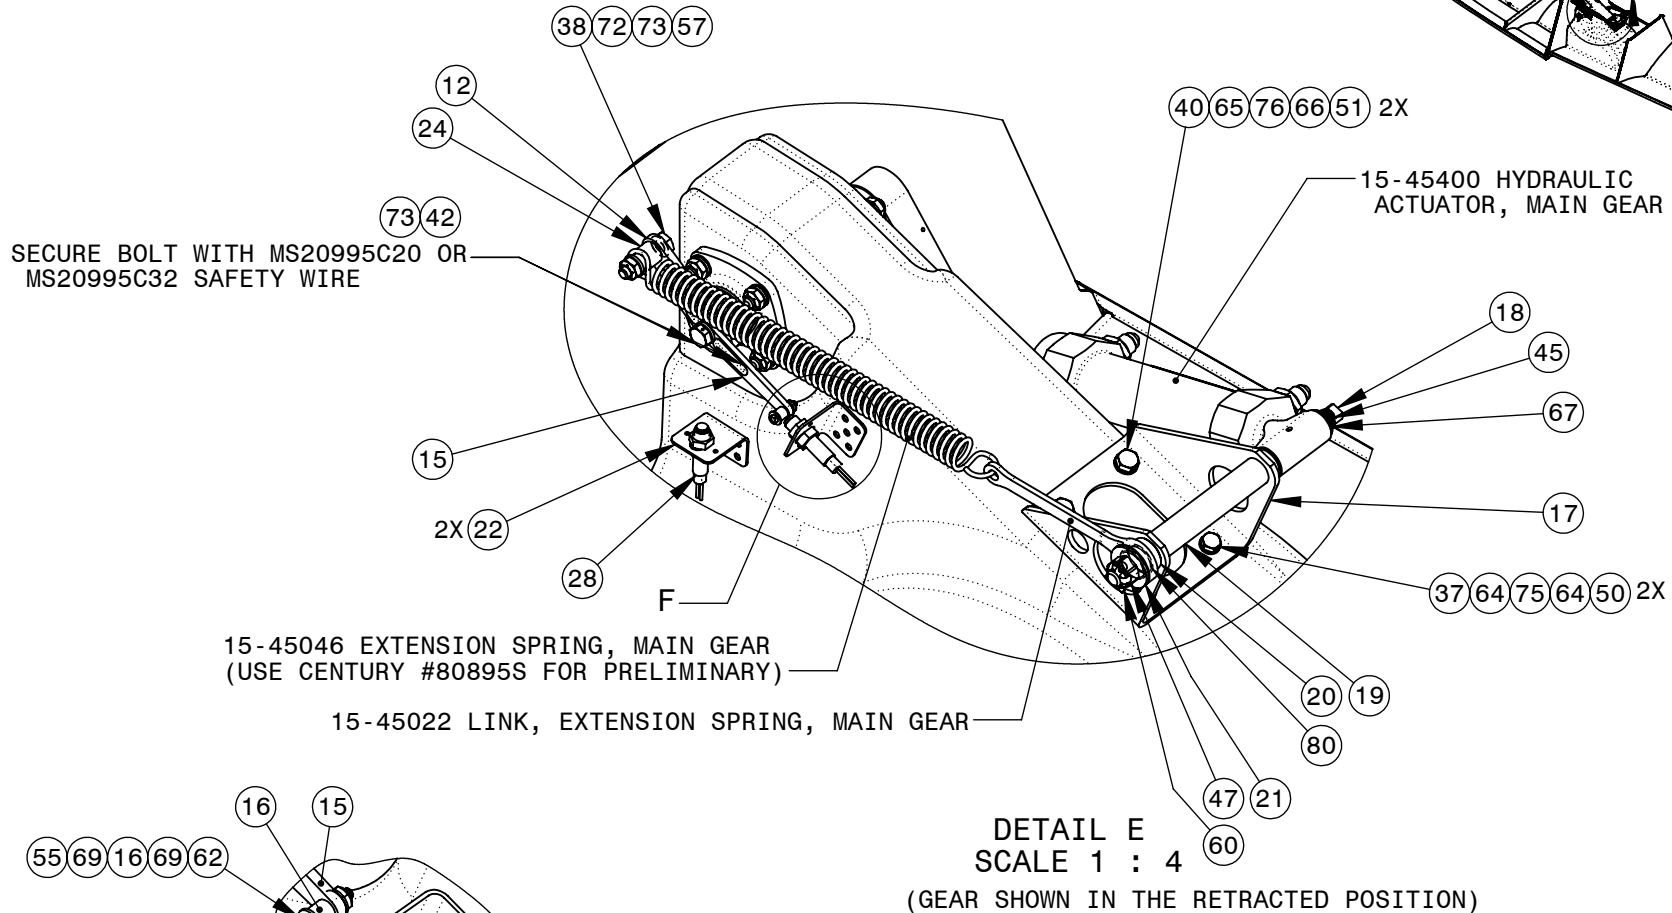 38 72 73 57
12
24
40 65 76 66 51 2X
15-45400 HYDRAULIC
ACTUATOR, MAIN GEAR
73 42
SECURE BOLT WITH MS20995C20 OR
MS20995C32 SAFETY WIRE
18
45
67
15
17
2X 22
28
F
37 64 75 64 50 2X
15-45046 EXTENSION SPRING, MAIN GEAR
(USE CENTURY #80895S FOR PRELIMINARY)
20 19
15-45022 LINK, EXTENSION SPRING, MAIN GEAR
80
47 21
60
16 15
55 69 16 69 62
DETAIL E
SCALE 1 : 4
(GEAR SHOWN IN THE RETRACTED POSITION)